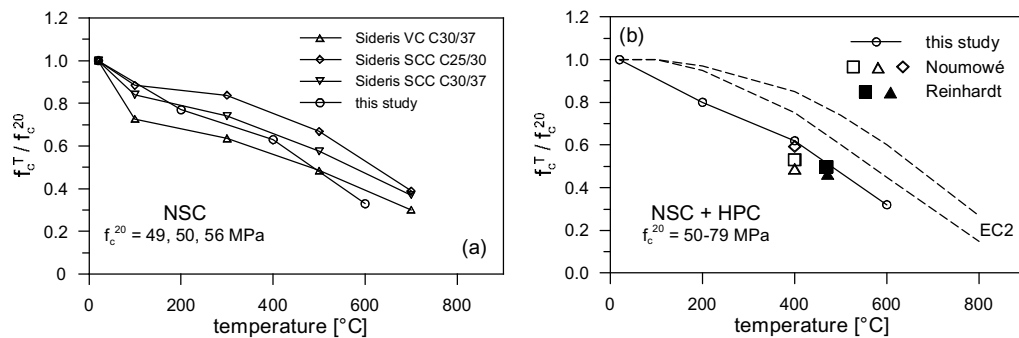 1.2
1.0
0.8
0.6
0.4
0.2
0
f_c^T / f_c^20
Sideris VC C30/37
Sideris SCC C25/30
Sideris SCC C30/37
this study
NSC
f_c^20 = 49, 50, 56 MPa
(a)
0 200 400 600 800
temperature [°C]
1.2
1.0
0.8
0.6
0.4
0.2
0.0
f_c^T / f_c^20
(b)
this study
Noumowé
Reinhardt
NSC + HPC
f_c^20 = 50-79 MPa
EC2
0 200 400 600 800
temperature [°C]